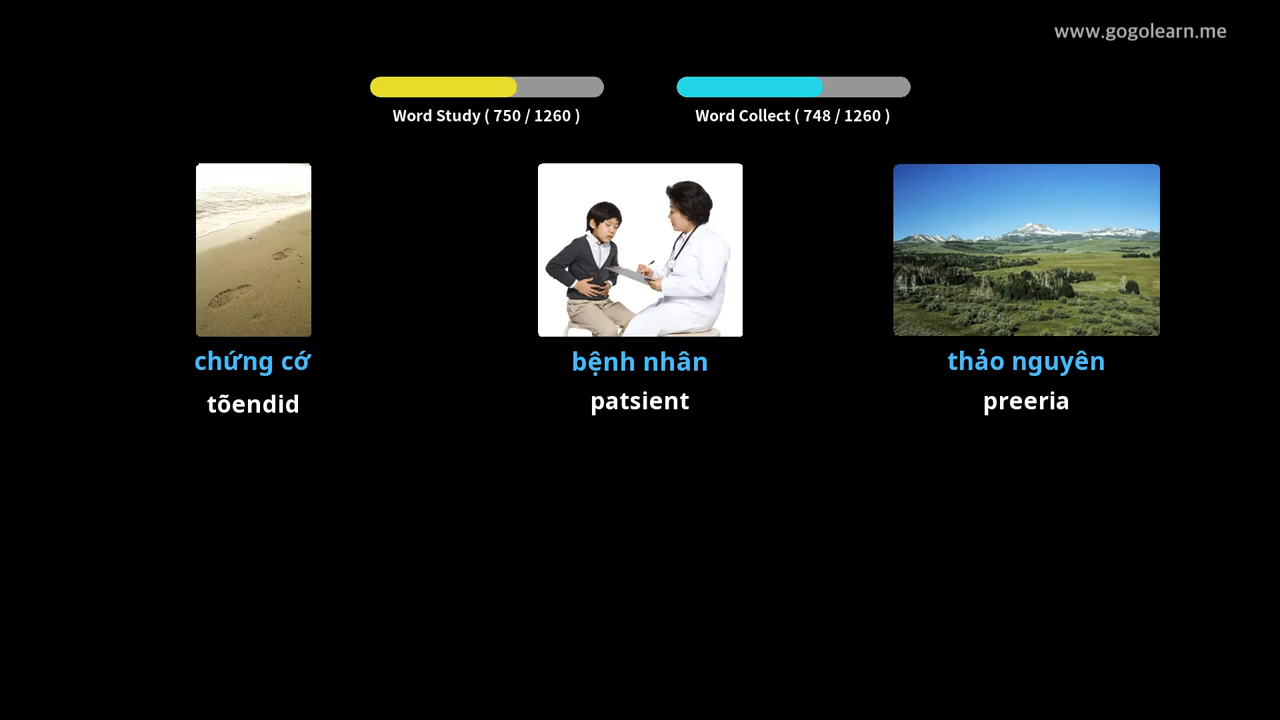 www.gogolearn.me
Word Study ( 750 / 1260 )
Word Collect ( 748 / 1260 )
chứng cớ
tõendid
bệnh nhân
patsient
thảo nguyên
preeria